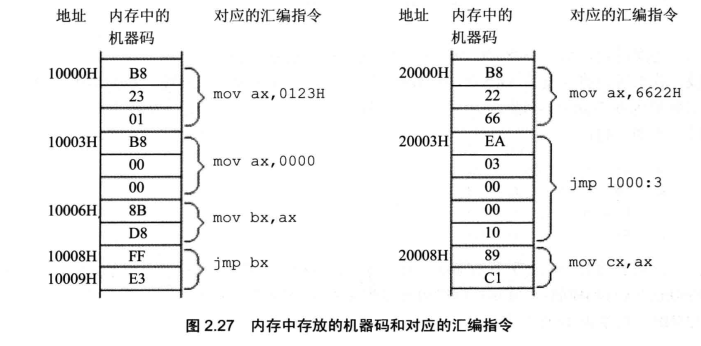 地址 内存中的机器码 对应的汇编指令
10000H B8 mov ax,0123H
23
01
10003H B8 mov ax,0000
00
00
10006H 8B mov bx,ax
D8
10008H FF jmp bx
10009H E3
地址 内存中的机器码 对应的汇编指令
20000H B8 mov ax,6622H
22
66
20003H EA jmp 1000:3
03
00
00
10
20008H 89 mov cx,ax
C1
图 2.27 内存中存放的机器码和对应的汇编指令